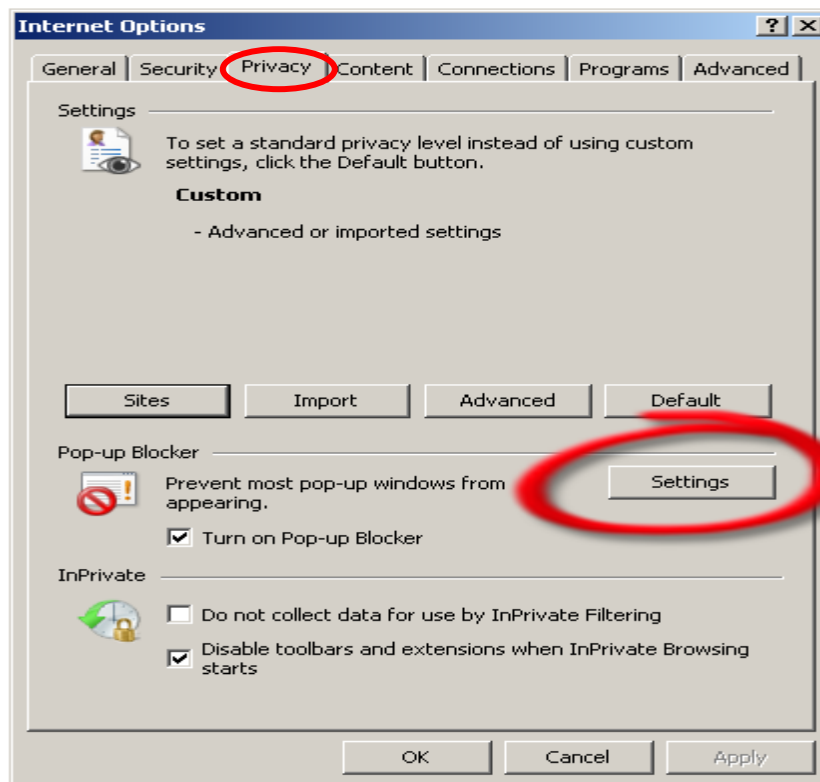 Internet Options
General Security Privacy Content Connections Programs Advanced
Settings
To set a standard privacy level instead of using custom
settings, click the Default button.
Custom
- Advanced or imported settings
Sites Import Advanced Default
Pop-up Blocker
Prevent most pop-up windows from
appearing.
Settings
Turn on Pop-up Blocker
InPrivate
Do not collect data for use by InPrivate Filtering
Disable toolbars and extensions when InPrivate Browsing
starts
OK Cancel Apply